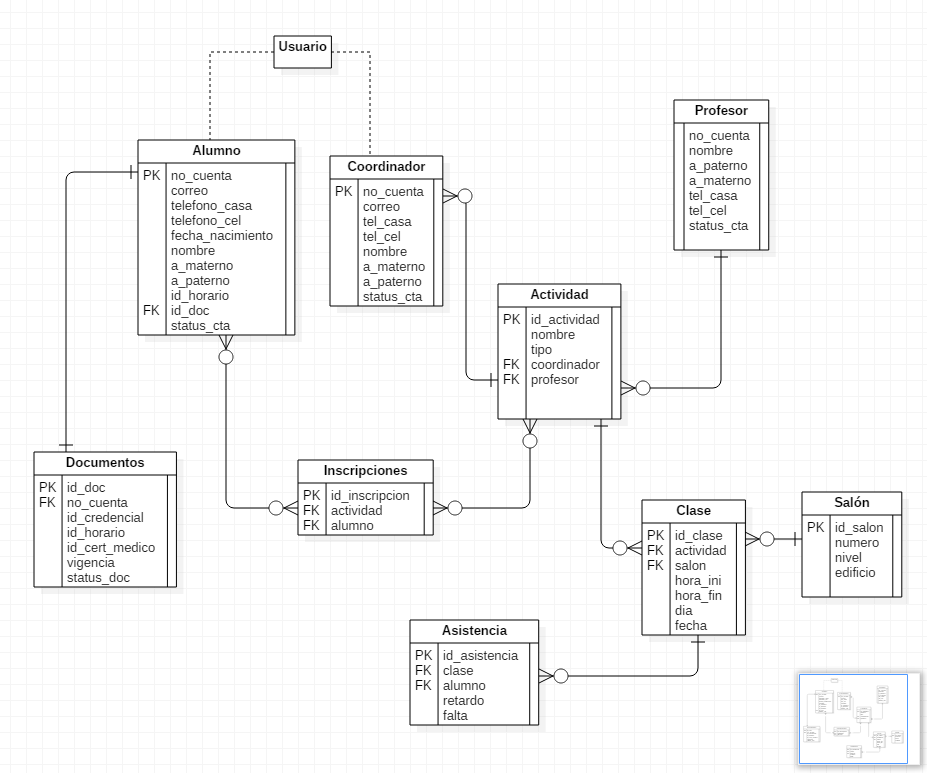 Usuario
Alumno
PK no_cuenta
correo
telefono_casa
telefono_cel
fecha_nacimiento
nombre
a_materno
a_paterno
id_horario
FK id_doc
status_cta
Coordinador
PK no_cuenta
correo
tel_casa
tel_cel
nombre
a_materno
a_paterno
status_cta
Profesor
no_cuenta
nombre
a_paterno
a_materno
tel_casa
tel_cel
status_cta
Actividad
PK id_actividad
nombre
tipo
FK coordinador
FK profesor
Documentos
PK id_doc
FK no_cuenta
id_credencial
id_horario
id_cert_medico
vigencia
status_doc
Inscripciones
PK id_inscripcion
FK actividad
FK alumno
Clase
PK id_clase
FK actividad
FK salon
hora_ini
hora_fin
dia
fecha
Salón
PK id_salon
numero
nivel
edificio
Asistencia
PK id_asistencia
FK clase
FK alumno
retardo
falta